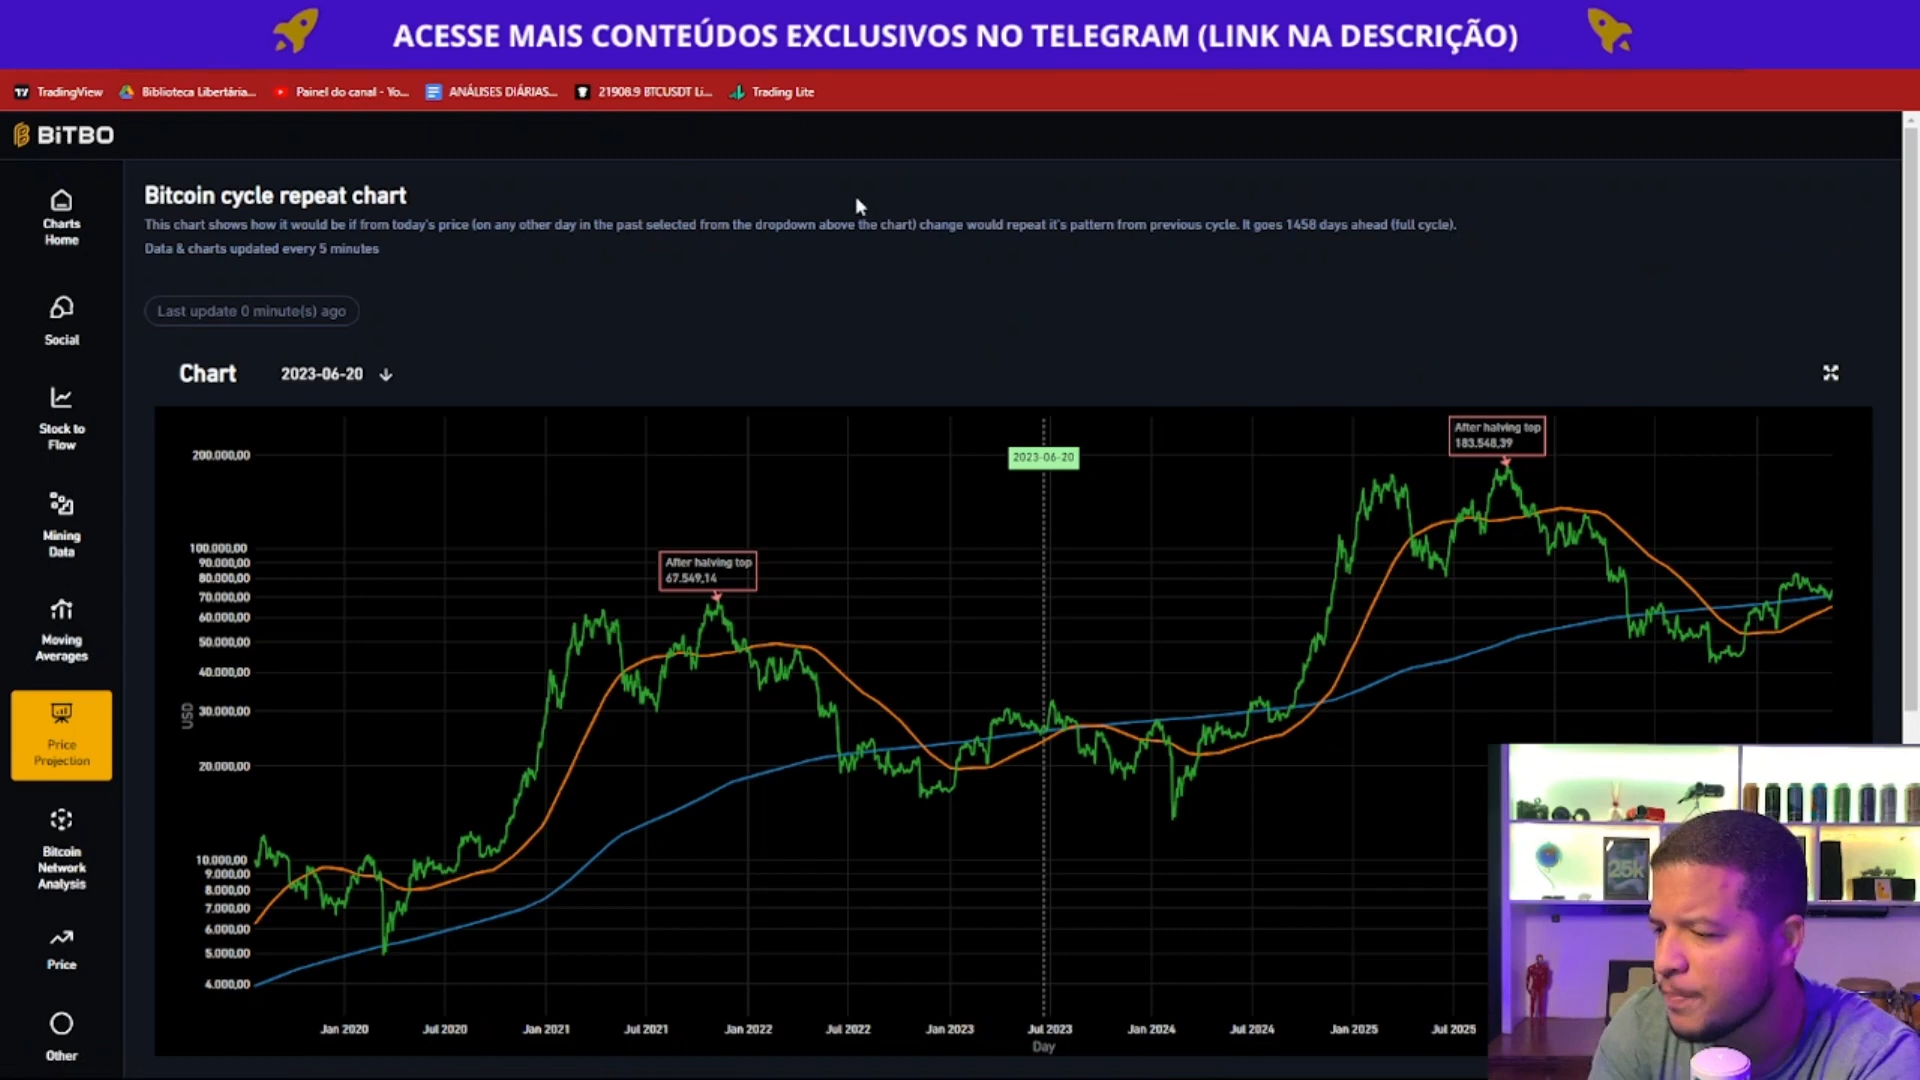 ACESSE MAIS CONTEÚDOS EXCLUSIVOS NO TELEGRAM (LINK NA DESCRIÇÃO)
TradingView
Biblioteca Libertária...
Painel do canal - Yo...
ANÁLISES DIÁRIAS...
21908.9 BTCUSDT Li...
Trading Lite
BiTBO
Charts
Home
Social
Stock to
Flow
Mining
Data
Moving
Averages
Price
Projection
Bitcoin
Network
Analysis
Price
Other
Bitcoin cycle repeat chart
This chart shows how it would be if from today's price (on any other day in the past selected from the dropdown above the chart) change would repeat it's pattern from previous cycle. It goes 1458 days ahead (full cycle).
Data & charts updated every 5 minutes
Last update 0 minute(s) ago
Chart
2023-06-20
After halving top
183.548,39
2023-06-20
After halving top
67.549,14
200.000,00
100.000,00
90.000,00
80.000,00
70.000,00
60.000,00
50.000,00
40.000,00
30.000,00
20.000,00
10.000,00
9.000,00
8.000,00
7.000,00
6.000,00
5.000,00
4.000,00
USD
Jan 2020
Jul 2020
Jan 2021
Jul 2021
Jan 2022
Jul 2022
Jan 2023
Jul 2023
Jan 2024
Jul 2024
Jan 2025
Jul 2025
Day
25k